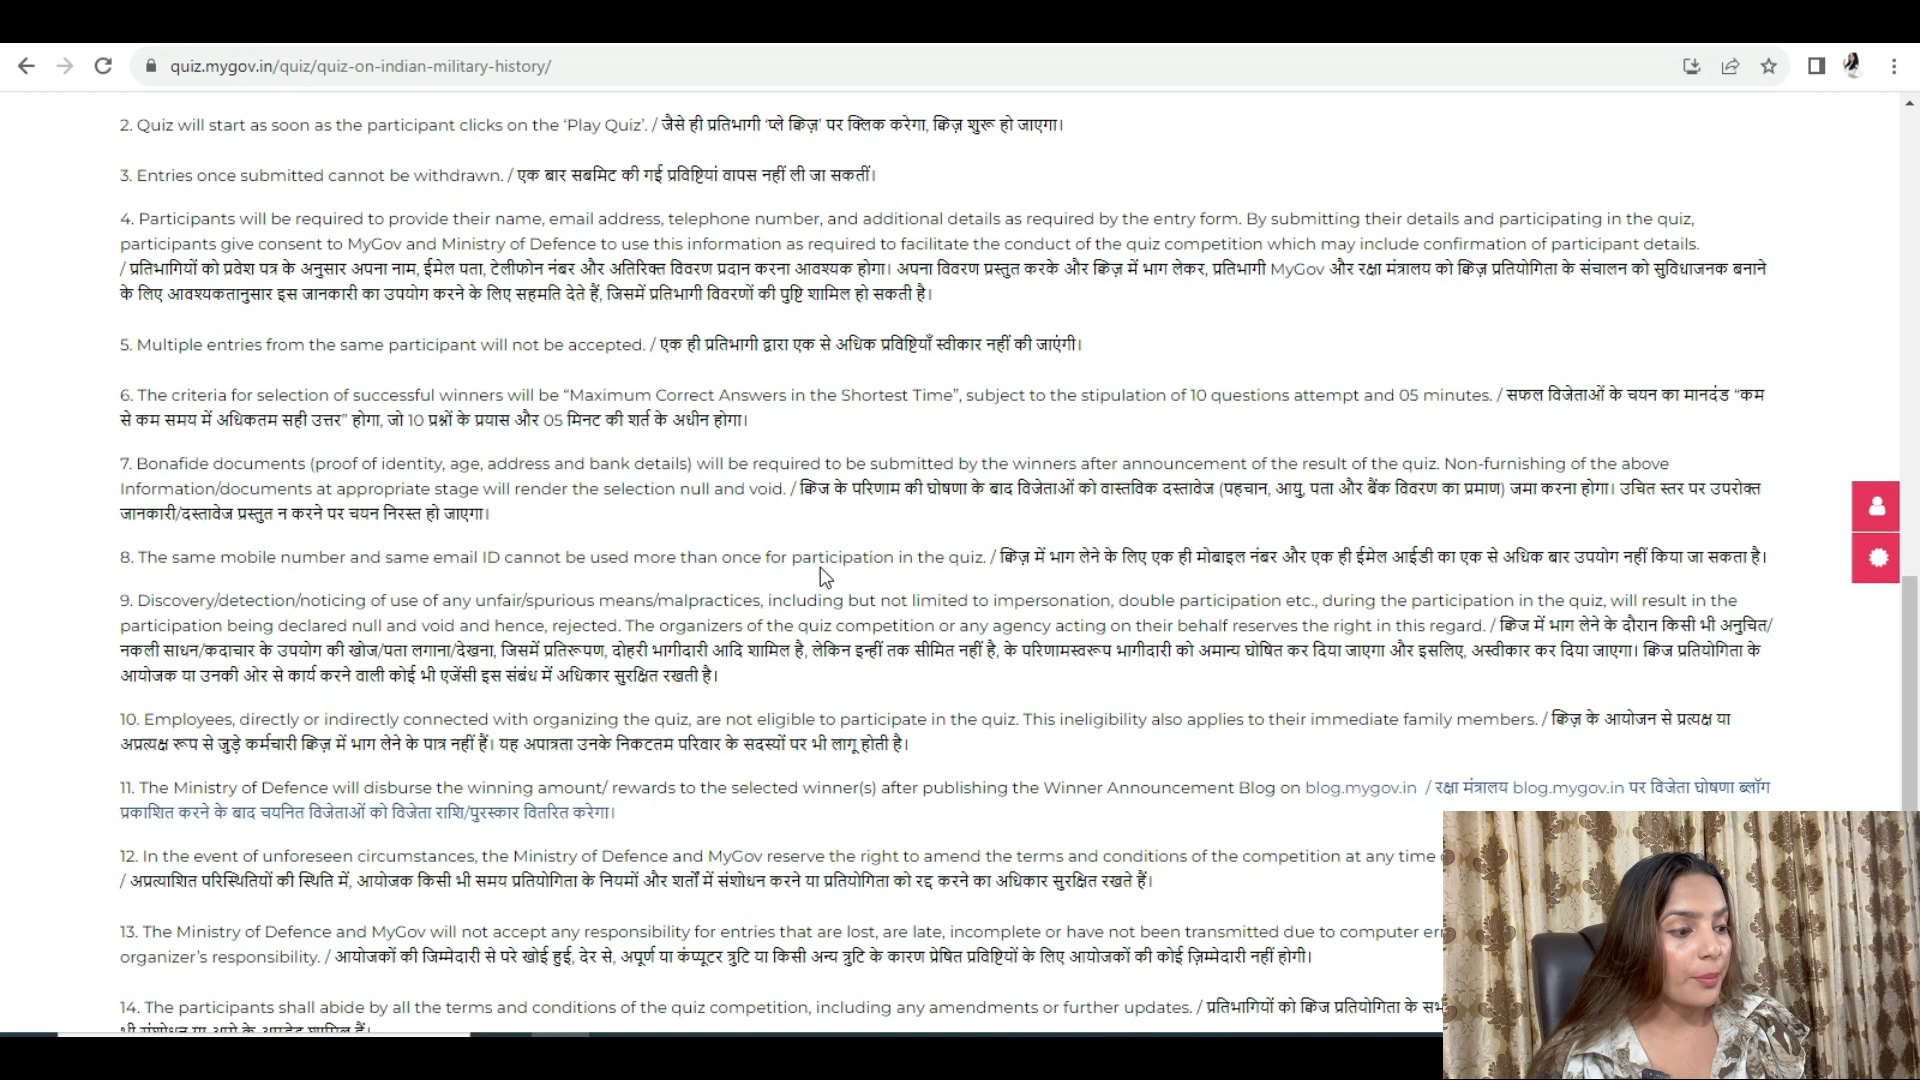 quiz.mygov.in/quiz/quiz-on-indian-military-history/
2. Quiz will start as soon as the participant clicks on the ‘Play Quiz’. / जैसे ही प्रतिभागी ‘प्ले क्विज़’ पर क्लिक करेगा, क्विज़ शुरू हो जाएगा।
3. Entries once submitted cannot be withdrawn. / एक बार सबमिट की गई प्रविष्टियां वापस नहीं ली जा सकतीं।
4. Participants will be required to provide their name, email address, telephone number, and additional details as required by the entry form. By submitting their details and participating in the quiz,
participants give consent to MyGov and Ministry of Defence to use this information as required to facilitate the conduct of the quiz competition which may include confirmation of participant details.
/ प्रतिभागियों को प्रवेश पत्र के अनुसार अपना नाम, ईमेल पता, टेलीफोन नंबर और अतिरिक्त विवरण प्रदान करना आवश्यक होगा। अपना विवरण प्रस्तुत करके और क्विज़ में भाग लेकर, प्रतिभागी MyGov और रक्षा मंत्रालय को क्विज़ प्रतियोगिता के संचालन को सुविधाजनक बनाने
के लिए आवश्यकतानुसार इस जानकारी का उपयोग करने के लिए सहमति देते हैं, जिसमें प्रतिभागी विवरणों की पुष्टि शामिल हो सकती है।
5. Multiple entries from the same participant will not be accepted. / एक ही प्रतिभागी द्वारा एक से अधिक प्रविष्टियाँ स्वीकार नहीं की जाएंगी।
6. The criteria for selection of successful winners will be “Maximum Correct Answers in the Shortest Time”, subject to the stipulation of 10 questions attempt and 05 minutes. / सफल विजेताओं के चयन का मानदंड “कम
से कम समय में अधिकतम सही उत्तर” होगा, जो 10 प्रश्नों के प्रयास और 05 मिनट की शर्त के अधीन होगा।
7. Bonafide documents (proof of identity, age, address and bank details) will be required to be submitted by the winners after announcement of the result of the quiz. Non-furnishing of the above
Information/documents at appropriate stage will render the selection null and void. / क्विज के परिणाम की घोषणा के बाद विजेताओं को वास्तविक दस्तावेज (पहचान, आयु, पता और बैंक विवरण का प्रमाण) जमा करना होगा। उचित स्तर पर उपरोक्त
जानकारी/दस्तावेज प्रस्तुत न करने पर चयन निरस्त हो जाएगा।
8. The same mobile number and same email ID cannot be used more than once for participation in the quiz. / क्विज़ में भाग लेने के लिए एक ही मोबाइल नंबर और एक ही ईमेल आईडी का एक से अधिक बार उपयोग नहीं किया जा सकता है।
9. Discovery/detection/noticing of use of any unfair/spurious means/malpractices, including but not limited to impersonation, double participation etc., during the participation in the quiz, will result in the
participation being declared null and void and hence, rejected. The organizers of the quiz competition or any agency acting on their behalf reserves the right in this regard. / क्विज में भाग लेने के दौरान किसी भी अनुचित/
नकली साधन/कदाचार के उपयोग की खोज/पता लगाना/देखना, जिसमें प्रतिरूपण, दोहरी भागीदारी आदि शामिल है, लेकिन इन्हीं तक सीमित नहीं है, के परिणामस्वरूप भागीदारी को अमान्य घोषित कर दिया जाएगा और इसलिए, अस्वीकार कर दिया जाएगा। क्विज प्रतियोगिता के
आयोजक या उनकी ओर से कार्य करने वाली कोई भी एजेंसी इस संबंध में अधिकार सुरक्षित रखती है।
10. Employees, directly or indirectly connected with organizing the quiz, are not eligible to participate in the quiz. This ineligibility also applies to their immediate family members. / क्विज़ के आयोजन से प्रत्यक्ष या
अप्रत्यक्ष रूप से जुड़े कर्मचारी क्विज़ में भाग लेने के पात्र नहीं हैं। यह अपात्रता उनके निकटतम परिवार के सदस्यों पर भी लागू होती है।
11. The Ministry of Defence will disburse the winning amount/ rewards to the selected winner(s) after publishing the Winner Announcement Blog on blog.mygov.in / रक्षा मंत्रालय blog.mygov.in पर विजेता घोषणा ब्लॉग
प्रकाशित करने के बाद चयनित विजेताओं को विजेता राशि/पुरस्कार वितरित करेगा।
12. In the event of unforeseen circumstances, the Ministry of Defence and MyGov reserve the right to amend the terms and conditions of the competition at any time
/ अप्रत्याशित परिस्थितियों की स्थिति में, आयोजक किसी भी समय प्रतियोगिता के नियमों और शर्तों में संशोधन करने या प्रतियोगिता को रद्द करने का अधिकार सुरक्षित रखते हैं।
13. The Ministry of Defence and MyGov will not accept any responsibility for entries that are lost, are late, incomplete or have not been transmitted due to computer
organizer’s responsibility. / आयोजकों की जिम्मेदारी से परे खोई हुई, देर से, अपूर्ण या कंप्यूटर त्रुटि या किसी अन्य त्रुटि के कारण प्रेषित प्रविष्टियों के लिए आयोजकों की कोई ज़िम्मेदारी नहीं होगी।
14. The participants shall abide by all the terms and conditions of the quiz competition, including any amendments or further updates. / प्रतिभागियों को क्विज प्रतियोगिता के